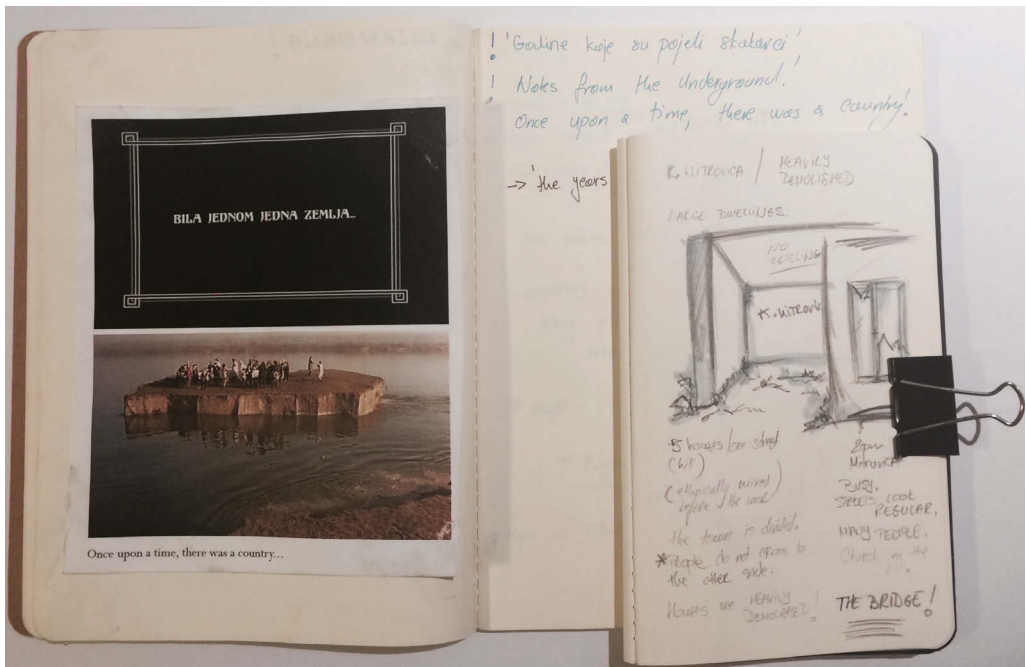 BILA JEDNOM JEDNA ZEMLJA...
Once upon a time, there was a country...
! 'Godine koje su pojeli skakavci'
! Notes from the Underground.
Once upon a time, there was a country!
-> 'the years
K. MITROVICA / HEAVILY
DEMOLISHED
LARGE DWELLINGS.
NO
CEILING
K. MITROVICA
5 houses/one street
(hill)
(ethnically mixed
before the war)
the town is divided.
* People do not cross to
the other side.
Houses are HEAVILY
DEMOLISHED!
MITROVICA
BUSY.
STREETS LOOK
REGULAR.
MANY PEOPLE.
Church on the
hill.
THE BRIDGE!